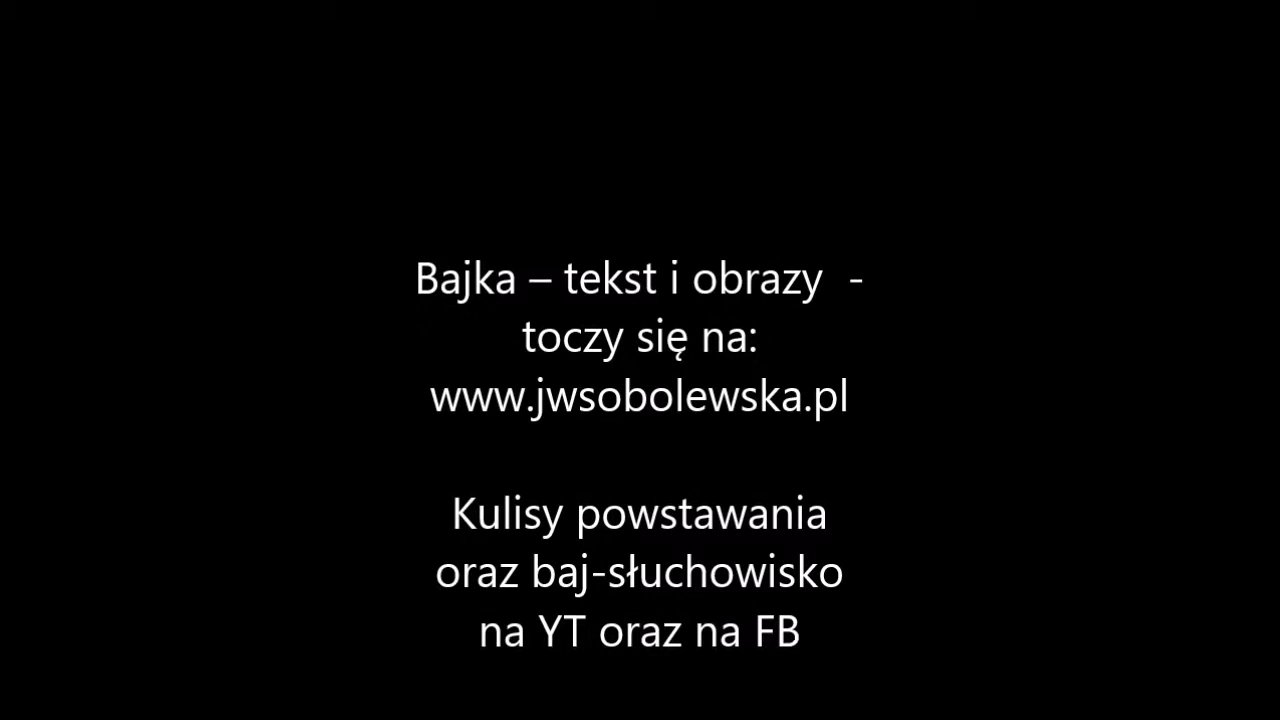 Bajka – tekst i obrazy  -
toczy się na:
www.jwsobolewska.pl
Kulisy powstawania
oraz baj-słuchowisko
na YT oraz na FB